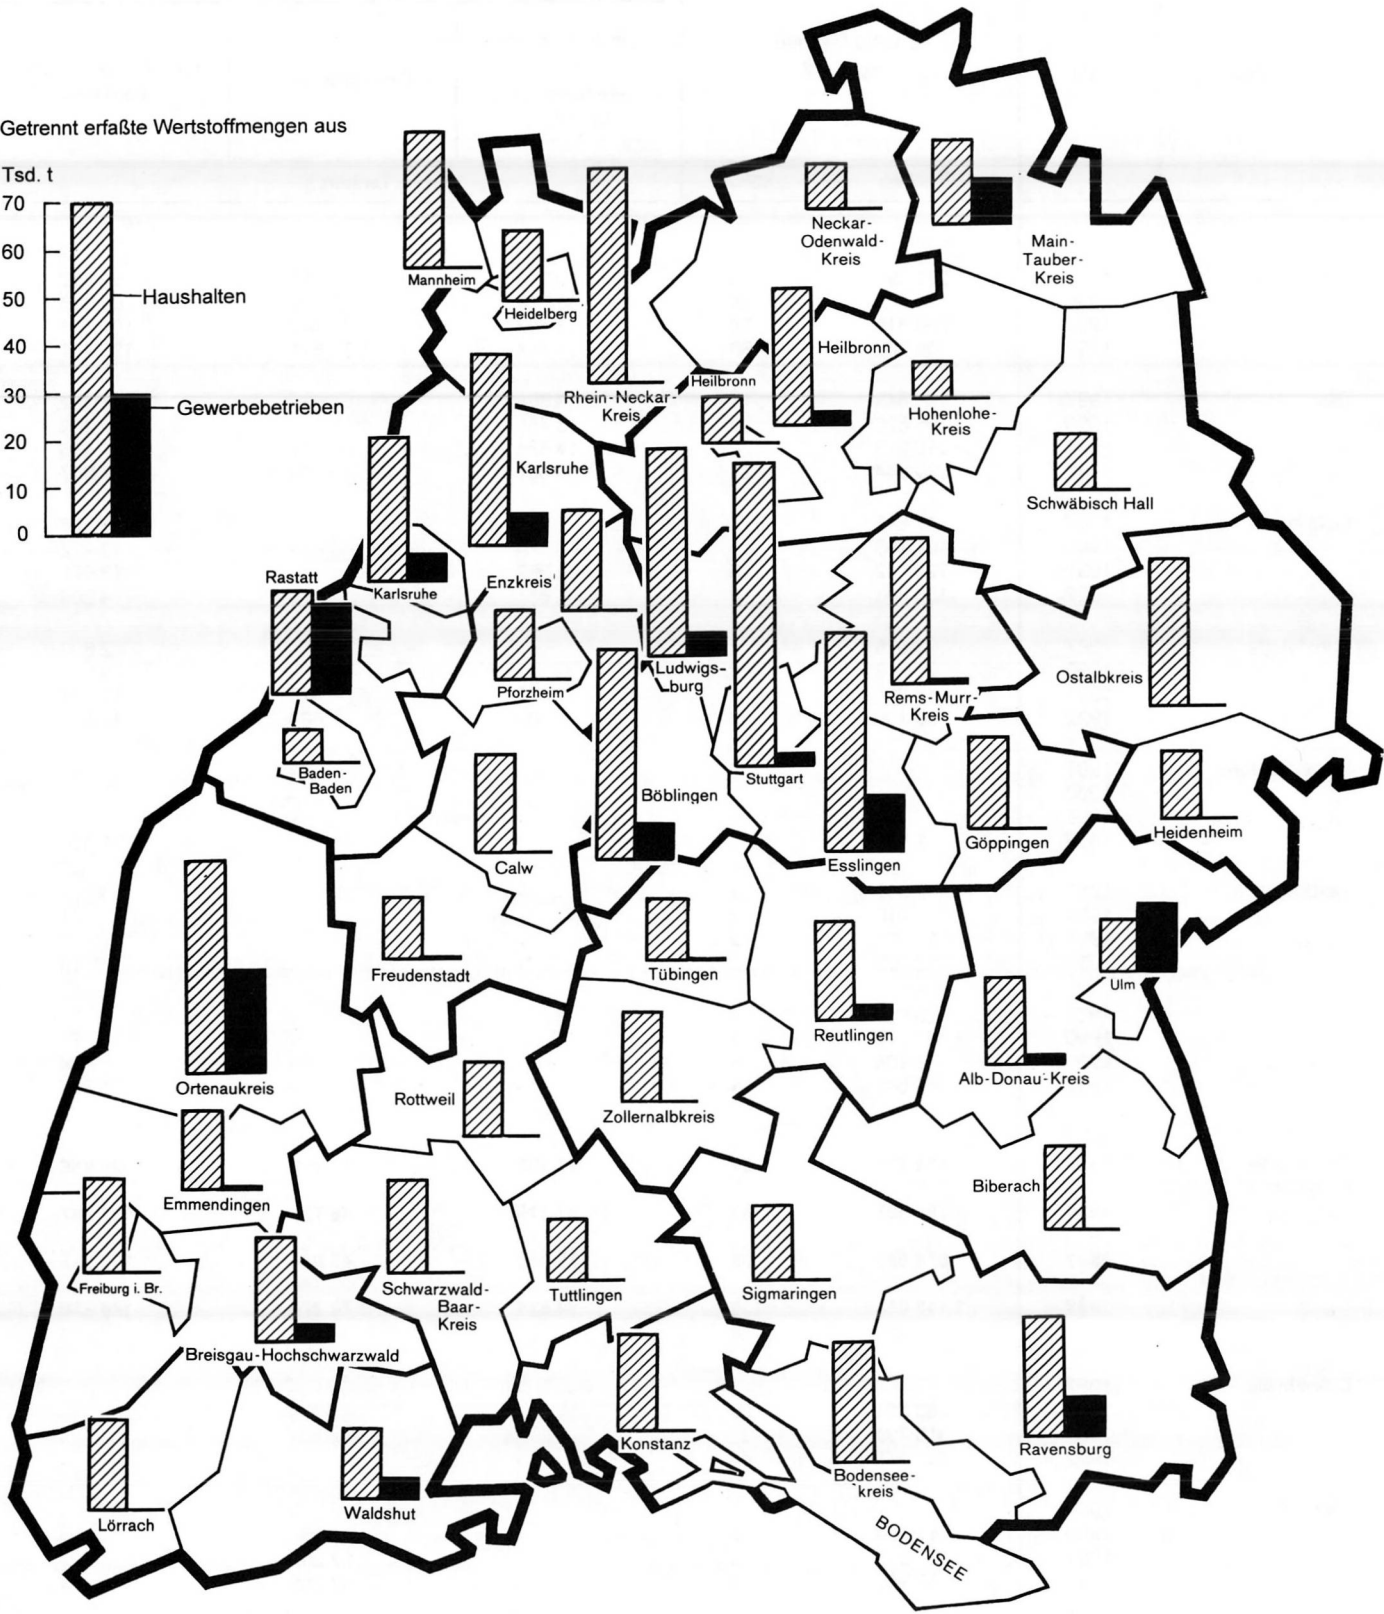 Getrennt erfaßte Wertstoffmengen aus
Tsd. t
70
60
50
40
30
20
10
0
Haushalten
Gewerbebetrieben
Mannheim
Heidelberg
Rhein-Neckar-
Kreis
Neckar-
Odenwald-
Kreis
Main-
Tauber-
Kreis
Heilbronn
Heilbronn
Hohenlohe-
Kreis
Schwäbisch Hall
Karlsruhe
Karlsruhe
Rastatt
Enzkreis
Pforzheim
Ludwigs-
burg
Stuttgart
Rems-Murr-
Kreis
Ostalbkreis
Baden-
Baden
Calw
Böblingen
Esslingen
Göppingen
Heidenheim
Freudenstadt
Tübingen
Reutlingen
Ulm
Alb-Donau-Kreis
Ortenaukreis
Rottweil
Zollernalbkreis
Biberach
Emmendingen
Freiburg i. Br.
Schwarzwald-
Baar-
Kreis
Tuttlingen
Sigmaringen
Breisgau-Hochschwarzwald
Konstanz
Bodensee-
kreis
Ravensburg
Lörrach
Waldshut
BODENSEE